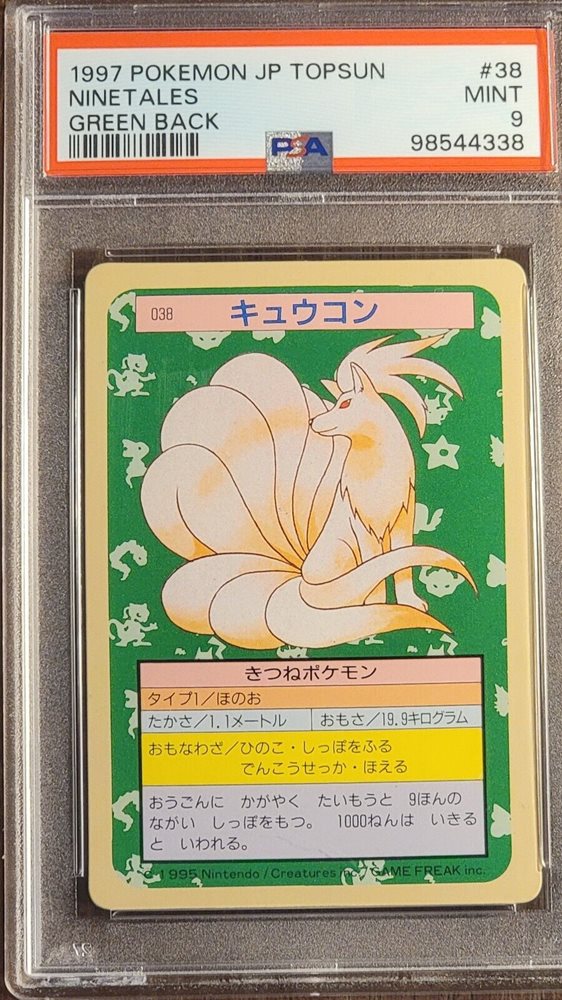 1997 POKEMON JP TOPSUN #38
NINETALES MINT
GREEN BACK 9
PSA 98544338
038 キュウコン
きつねポケモン
タイプ1/ほのお
たかさ/1.1メートル おもさ/19.9キログラム
おもなわざ/ひのこ・しっぽをふる
でんこうせっか・ほえる
おうごんに かがやく たいもうと 9ほんの
ながい しっぽをもつ。 1000ねんは いきる
と いわれる。
© 1995 Nintendo / Creatures inc. / GAME FREAK inc.